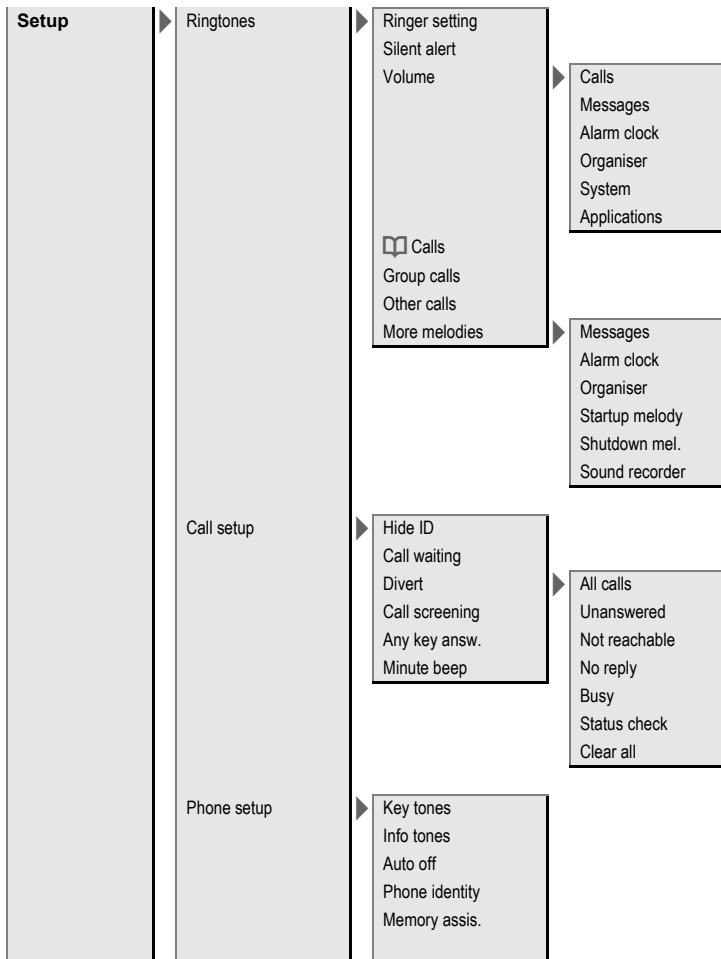 Setup
Ringtones
Ringer setting
Silent alert
Volume
Calls
Messages
Alarm clock
Organiser
System
Applications
Calls
Group calls
Other calls
More melodies
Messages
Alarm clock
Organiser
Startup melody
Shutdown mel.
Sound recorder
Call setup
Hide ID
Call waiting
Divert
All calls
Call screening
Unanswered
Any key answ.
Not reachable
Minute beep
No reply
Busy
Status check
Clear all
Phone setup
Key tones
Info tones
Auto off
Phone identity
Memory assis.